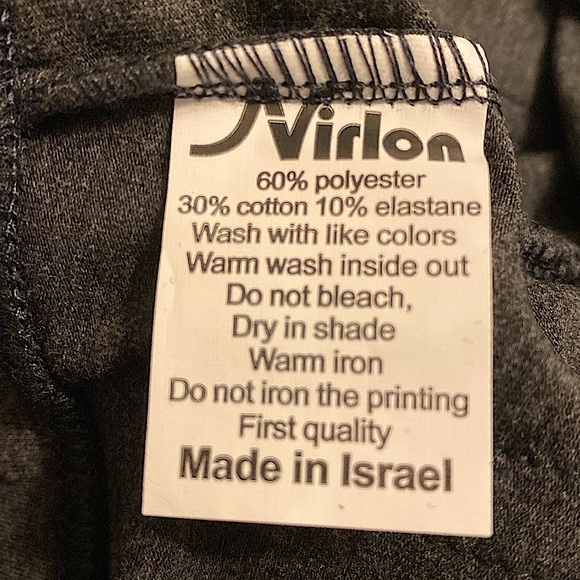 Nirlon
60% polyester
30% cotton 10% elastane
Wash with like colors
Warm wash inside out
Do not bleach,
Dry in shade
Warm iron
Do not iron the printing
First quality
Made in Israel